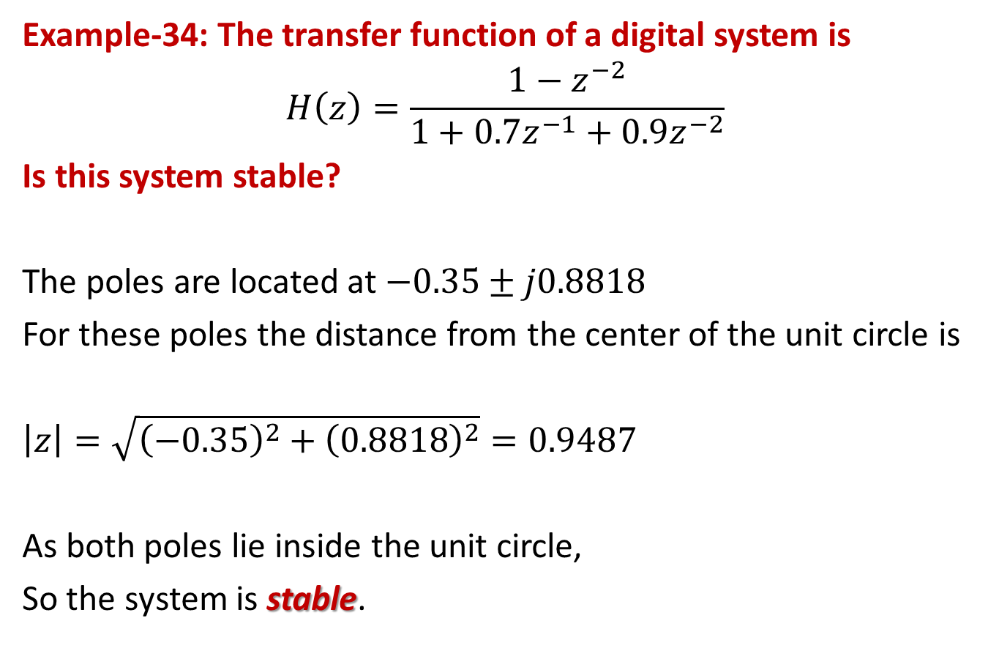 Example-34: The transfer function of a digital system is
H(z) = \frac{1 − z^{−2}}{1 + 0.7z^{−1} + 0.9z^{−2}}
Is this system stable?
The poles are located at −0.35 ± j0.8818
For these poles the distance from the center of the unit circle is
|z| = √((−0.35)² + (0.8818)²) = 0.9487
As both poles lie inside the unit circle,
So the system is stable.